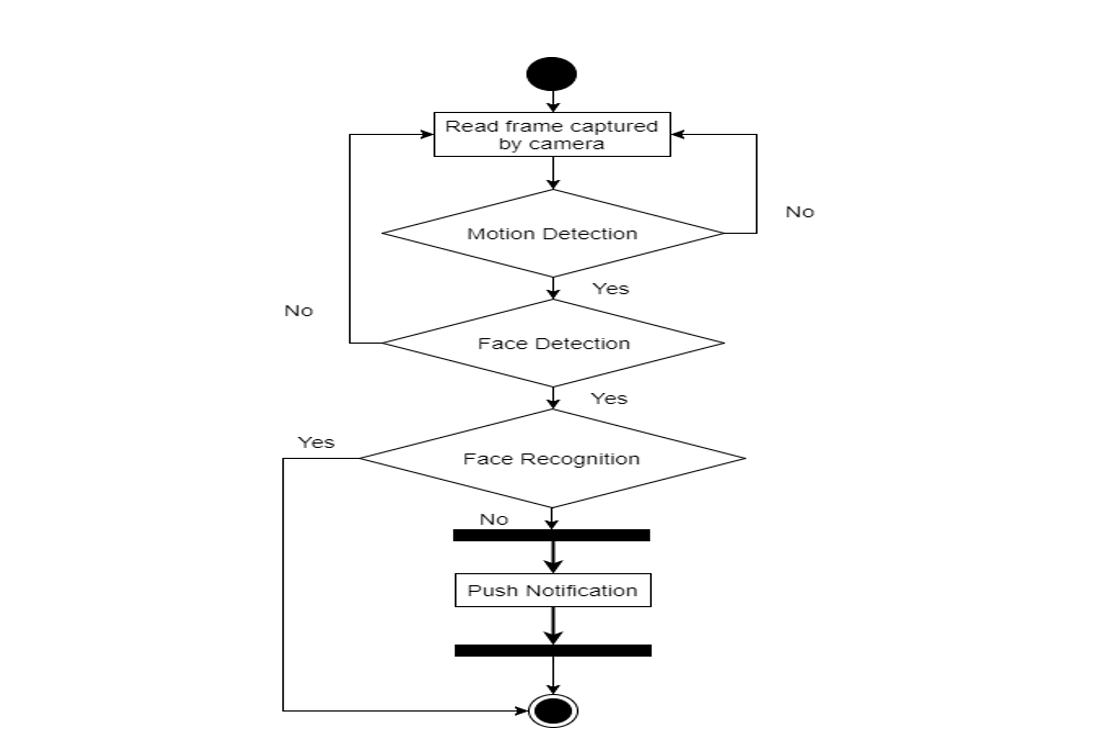 Read frame captured
by camera
No
Motion Detection
Yes
No
Face Detection
Yes
Yes
Face Recognition
No
Push Notification